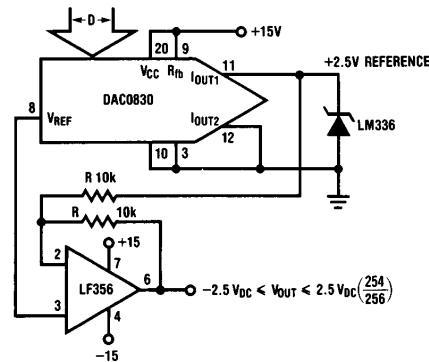 D
+15V
20 9
VCC Rfb IOUT1 11
+2.5V REFERENCE
8 VREF DAC0830
LM336
IOUT2
12
10 3
R 10k
R 10k
+15
2 7
LF356 6
-2.5 VDC ≤ VOUT ≤ 2.5 VDC(254/256)
3 4
-15